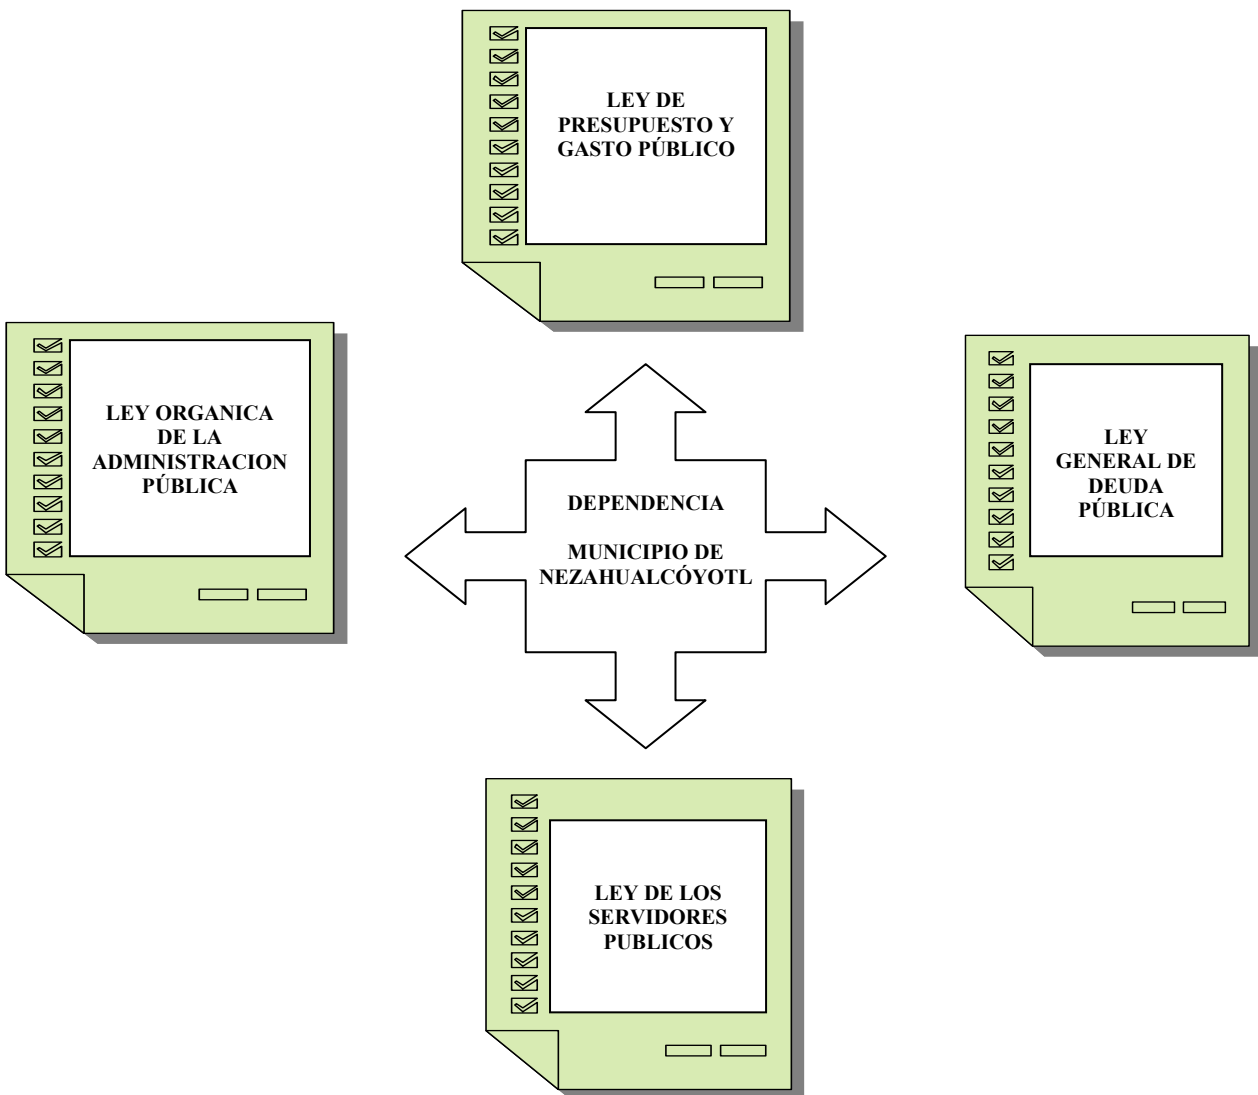 LEY DE
PRESUPUESTO Y
GASTO PÚBLICO
LEY ORGANICA
DE LA
ADMINISTRACION
PÚBLICA
DEPENDENCIA
MUNICIPIO DE
NEZAHUALCÓYOTL
LEY
GENERAL DE
DEUDA
PÚBLICA
LEY DE LOS
SERVIDORES
PUBLICOS